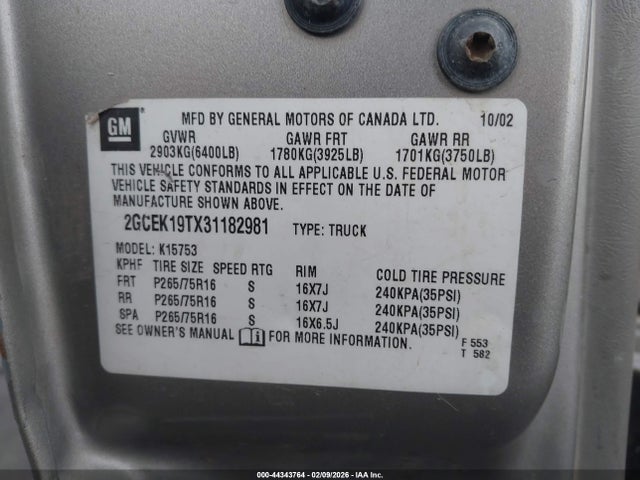 GM
MFD BY GENERAL MOTORS OF CANADA LTD. 10/02
GVWR GAWR FRT GAWR RR
2903KG(6400LB) 1780KG(3925LB) 1701KG(3750LB)
THIS VEHICLE CONFORMS TO ALL APPLICABLE U.S. FEDERAL MOTOR
VEHICLE SAFETY STANDARDS IN EFFECT ON THE DATE OF
MANUFACTURE SHOWN ABOVE.
2GCEK19TX31182981 TYPE: TRUCK
MODEL: K15753
KPHF TIRE SIZE SPEED RTG RIM COLD TIRE PRESSURE
FRT P265/75R16 S 16X7J 240KPA(35PSI)
RR P265/75R16 S 16X7J 240KPA(35PSI)
SPA P265/75R16 S 16X6.5J 240KPA(35PSI)
SEE OWNER'S MANUAL FOR MORE INFORMATION.
F 553
T 582
000-44343764 - 02/09/2026 - IAA Inc.